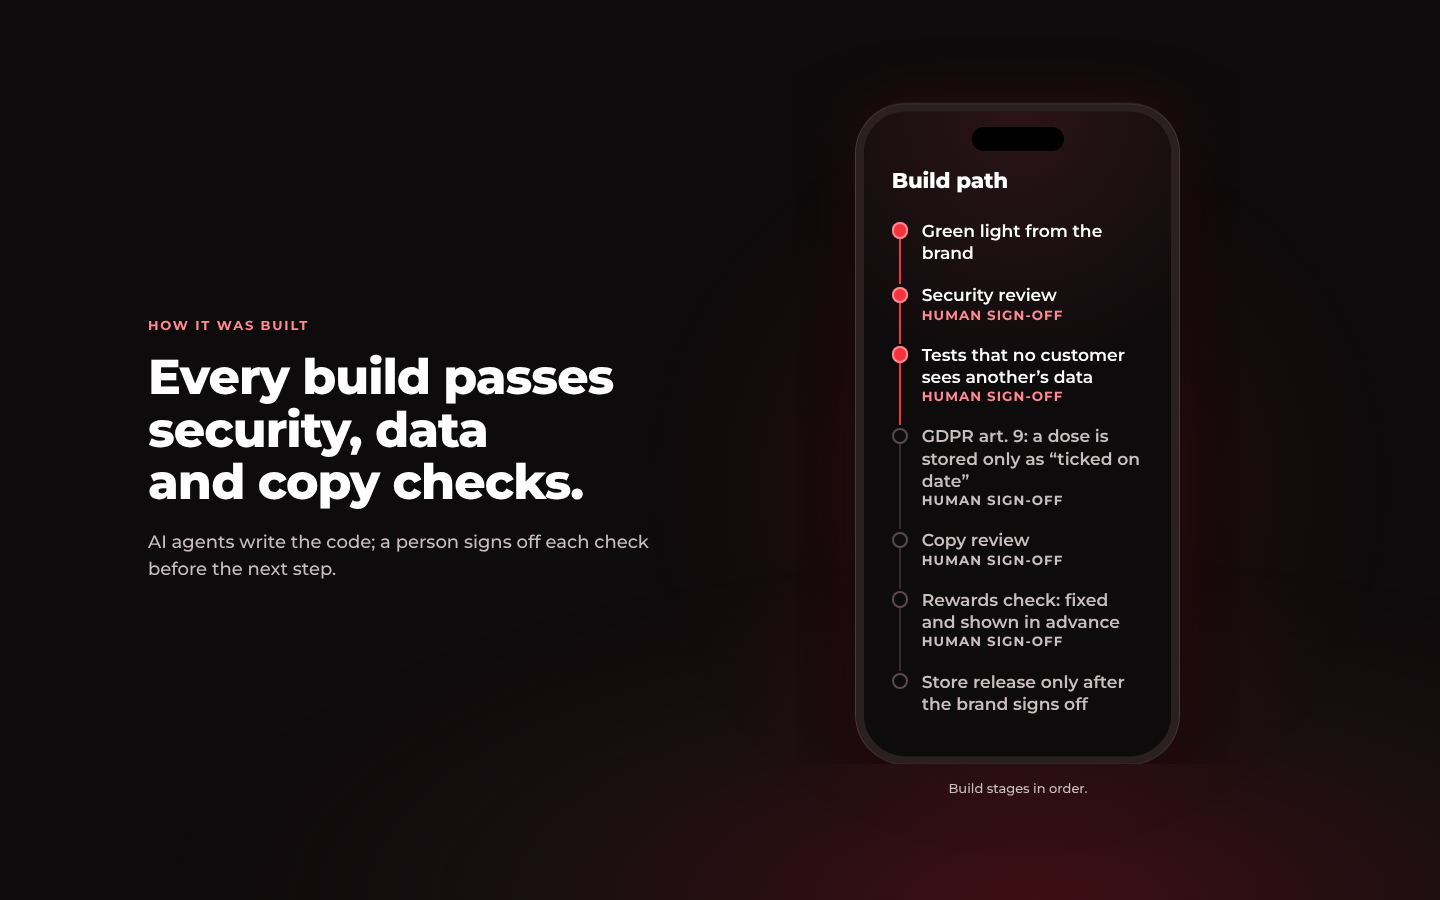 HOW IT WAS BUILT
Every build passes
security, data
and copy checks.
AI agents write the code; a person signs off each check
before the next step.
Build path
Green light from the
brand
Security review
HUMAN SIGN-OFF
Tests that no customer
sees another’s data
HUMAN SIGN-OFF
GDPR art. 9: a dose is
stored only as “ticked on
date”
HUMAN SIGN-OFF
Copy review
HUMAN SIGN-OFF
Rewards check: fixed
and shown in advance
HUMAN SIGN-OFF
Store release only after
the brand signs off
Build stages in order.